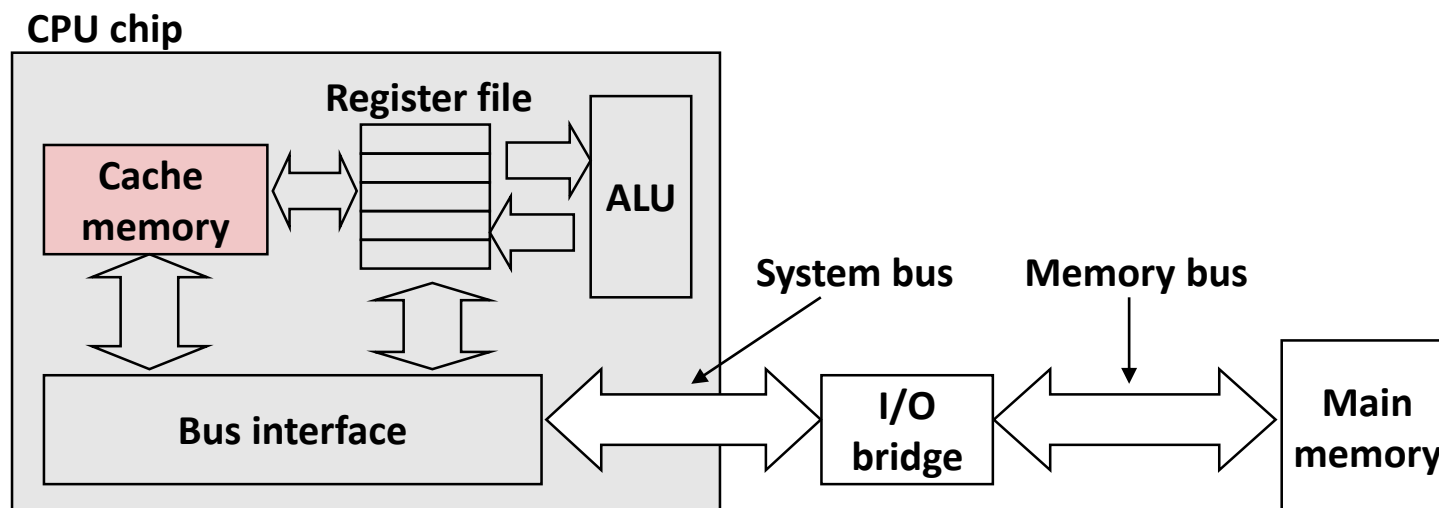 CPU chip
Register file
Cache
memory
ALU
System bus
Memory bus
Bus interface
I/O
bridge
Main
memory